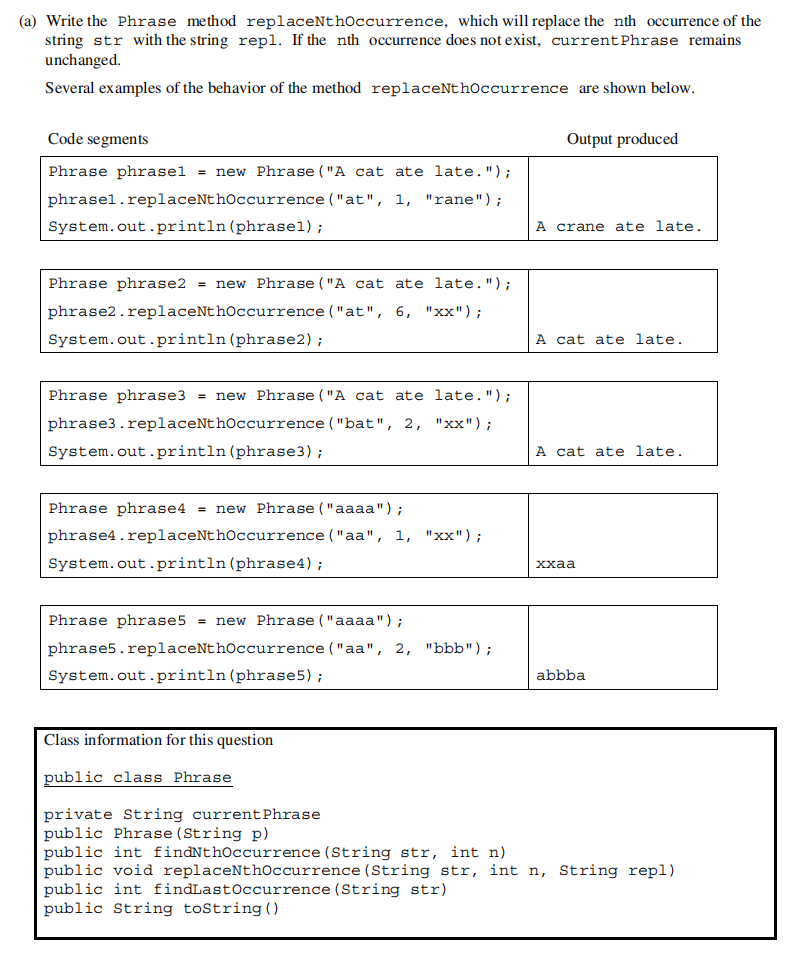 (a) Write the Phrase method replaceNthOccurrence, which will replace the nth occurrence of the
string str with the string repl. If the nth occurrence does not exist, currentPhrase remains
unchanged.
Several examples of the behavior of the method replaceNthOccurrence are shown below.
Code segments Output produced
Phrase phrase1 = new Phrase("A cat ate late.");
phrase1.replaceNthOccurrence("at", 1, "rane");
System.out.println(phrase1); A crane ate late.
Phrase phrase2 = new Phrase("A cat ate late.");
phrase2.replaceNthOccurrence("at", 6, "xx");
System.out.println(phrase2); A cat ate late.
Phrase phrase3 = new Phrase("A cat ate late.");
phrase3.replaceNthOccurrence("bat", 2, "xx");
System.out.println(phrase3); A cat ate late.
Phrase phrase4 = new Phrase("aaaa");
phrase4.replaceNthOccurrence("aa", 1, "xx");
System.out.println(phrase4); xxaa
Phrase phrase5 = new Phrase("aaaa");
phrase5.replaceNthOccurrence("aa", 2, "bbb");
System.out.println(phrase5); abbba
Class information for this question
public class Phrase
private String currentPhrase
public Phrase(String p)
public int findNthOccurrence(String str, int n)
public void replaceNthOccurrence(String str, int n, String repl)
public int findLastOccurrence(String str)
public String toString()